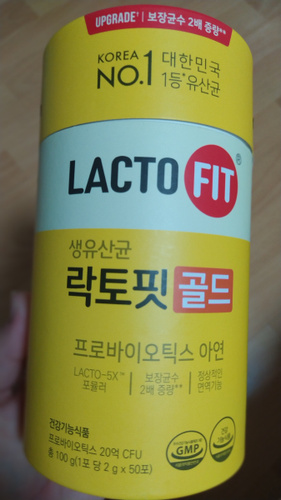 UPGRADE! | 보장균수 2배 증량**
KOREA 대한민국
NO.1 1등*유산균
LACTO FIT®
생유산균
락토핏 골드
프로바이오틱스 아연
LACTO-5X™ 보장균수 정상적인
포뮬러 2배 증량** 면역기능
건강기능식품
프로바이오틱스 20억 CFU
총 100 g(1포 당 2 g x 50포)
GMP